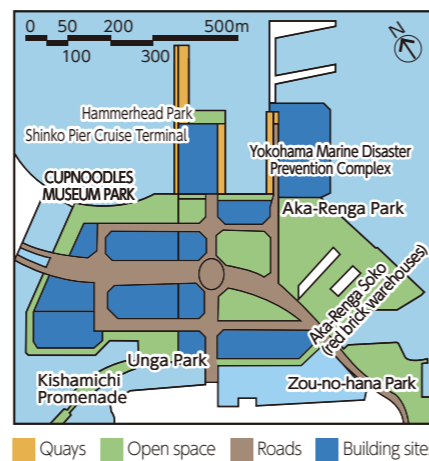 0 50 200 500m
100 300
N
Hammerhead Park
Shinko Pier Cruise Terminal
CUPNOODLES
MUSEUM PARK
Yokohama Marine Disaster
Prevention Complex
Aka-Renga Park
Aka-Renga Soko
(red brick warehouses)
Unga Park
Kishamichi
Promenade
Zou-no-hana Park
Quays Open space Roads Building site